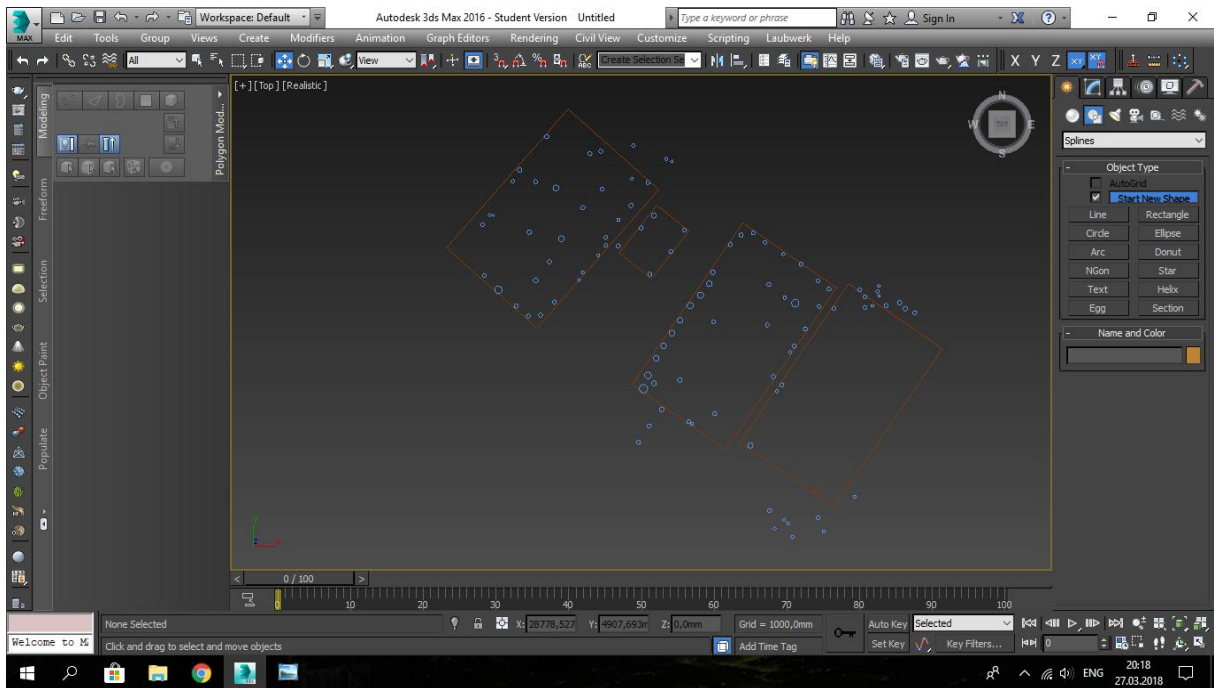 Workspace: Default
Autodesk 3ds Max 2016 - Student Version Untitled
Type a keyword or phrase
Sign In
MAX
Edit Tools Group Views Create Modifiers Animation Graph Editors Rendering Civil View Customize Scripting Laubwerk Help
All
View
Create Selection Se
X Y Z XY
[+] [Top] [Realistic]
N
W TOP E
S
Modeling
Freeform
Selection
Object Paint
Populate
Polygon Mod...
Splines
- Object Type
AutoGrid
Start New Shape
Line Rectangle
Circle Ellipse
Arc Donut
NGon Star
Text Helix
Egg Section
- Name and Color
y
z x
< 0 / 100 >
0 10 20 30 40 50 60 70 80 90 100
None Selected
X: 28778,527 Y: 4907,693m Z: 0,0mm
Grid = 1000,0mm
Auto Key Selected
Welcome to M
Click and drag to select and move objects
Add Time Tag
Set Key Key Filters...
0
ENG
20:18
27.03.2018